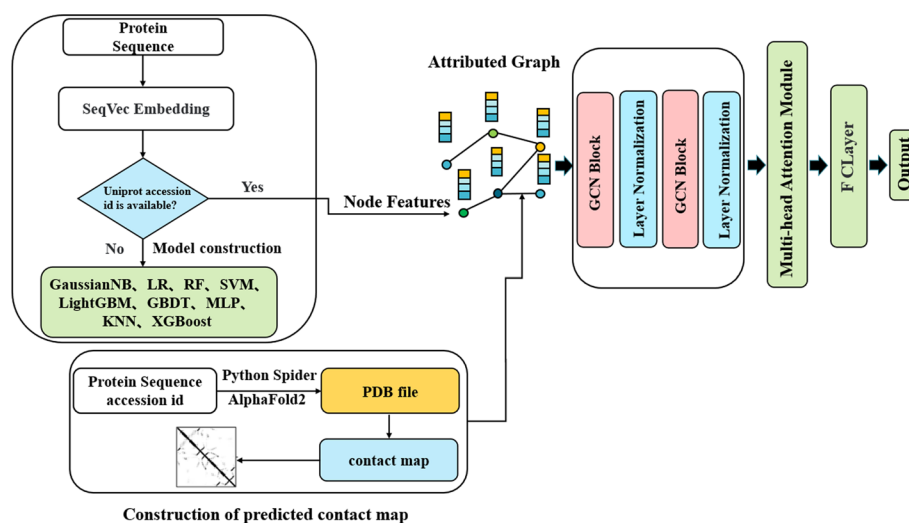 Protein
Sequence
SeqVec Embedding
Uniprot accession
id is available?
Yes
No
Model construction
GaussianNB、LR、RF、SVM、
LightGBM、GBDT、MLP、
KNN、XGBoost
Node Features
Attributed Graph
GCN Block
Layer Normalization
GCN Block
Layer Normalization
Multi-head Attention Module
F CLayer
Output
Protein Sequence
accession id
Python Spider
AlphaFold2
PDB file
contact map
Construction of predicted contact map